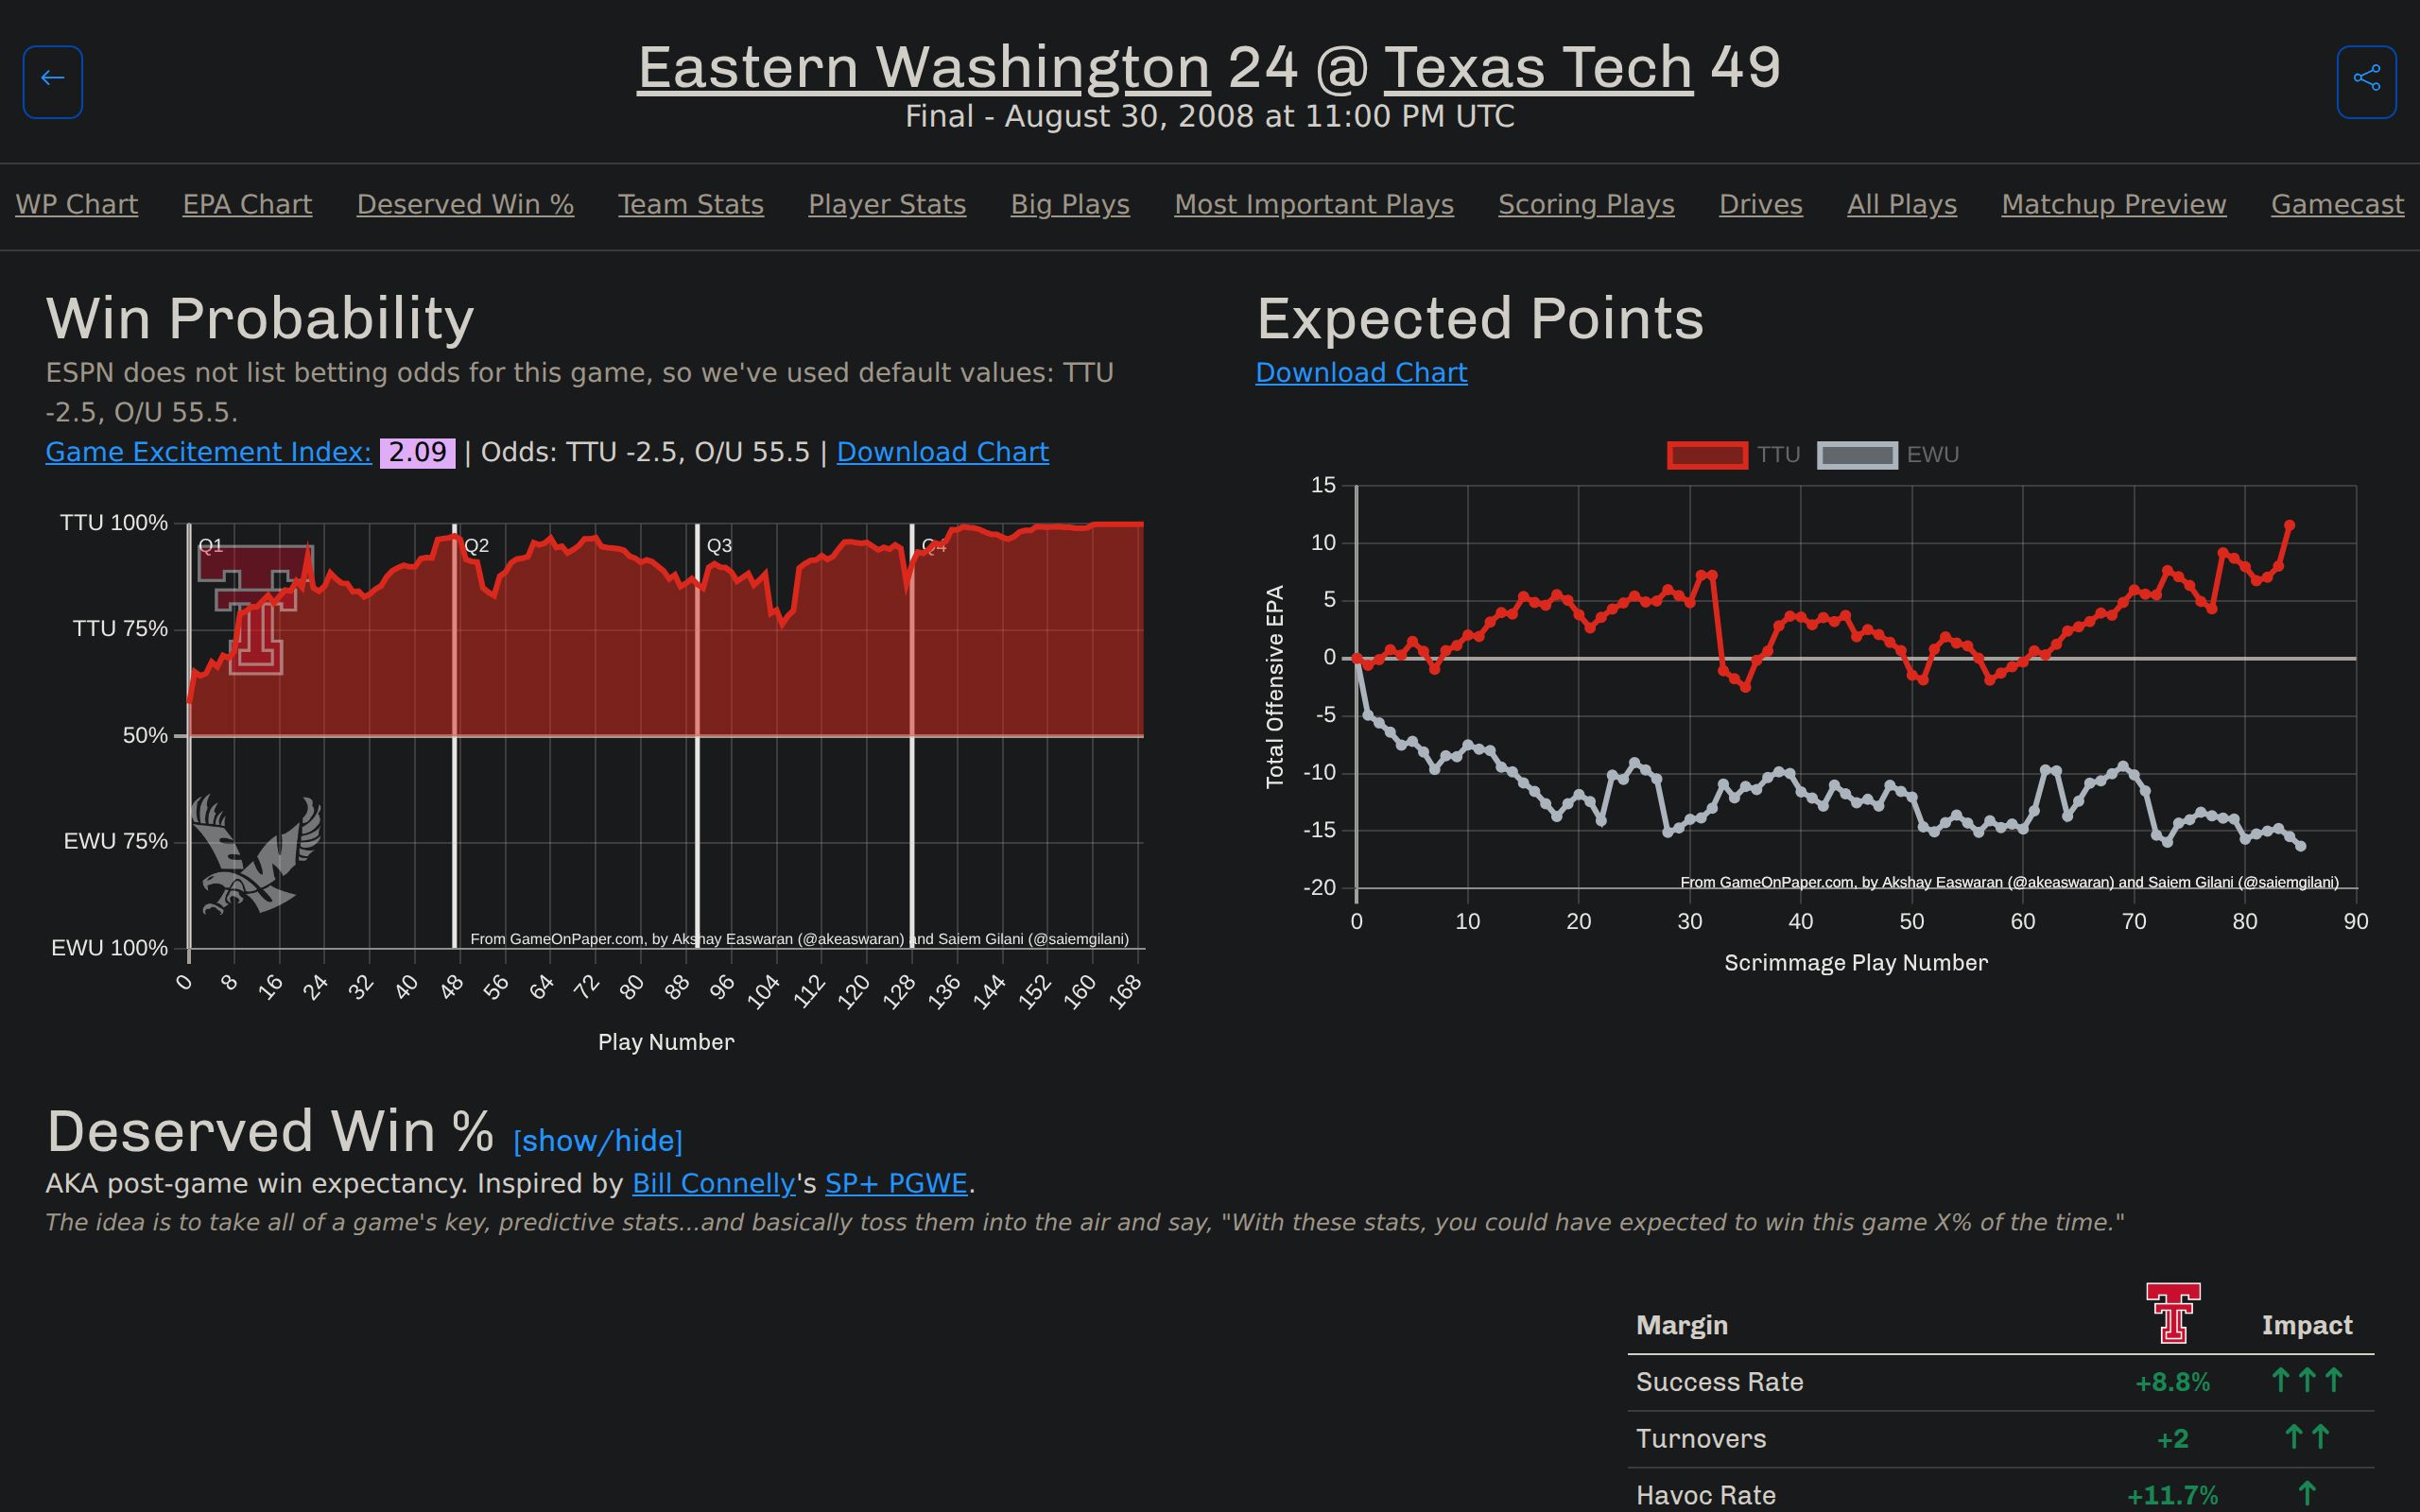 ←
Eastern Washington 24 @ Texas Tech 49
Final - August 30, 2008 at 11:00 PM UTC
WP Chart EPA Chart Deserved Win % Team Stats Player Stats Big Plays Most Important Plays Scoring Plays Drives All Plays Matchup Preview Gamecast
Win Probability
ESPN does not list betting odds for this game, so we've used default values: TTU
-2.5, O/U 55.5.
Game Excitement Index: 2.09 | Odds: TTU -2.5, O/U 55.5 | Download Chart
TTU 100%
TTU 75%
50%
EWU 75%
EWU 100%
Q1 Q2 Q3 Q4
From GameOnPaper.com, by Akshay Easwaran (@akeaswaran) and Saiem Gilani (@saiemgilani)
0 8 16 24 32 40 48 56 64 72 80 88 96 104 112 120 128 136 144 152 160 168
Play Number
Expected Points
Download Chart
TTU EWU
Total Offensive EPA
15
10
5
0
-5
-10
-15
-20
From GameOnPaper.com, by Akshay Easwaran (@akeaswaran) and Saiem Gilani (@saiemgilani)
0 10 20 30 40 50 60 70 80 90
Scrimmage Play Number
Deserved Win % [show/hide]
AKA post-game win expectancy. Inspired by Bill Connelly's SP+ PGWE.
The idea is to take all of a game's key, predictive stats...and basically toss them into the air and say, "With these stats, you could have expected to win this game X% of the time."
Margin Impact
Success Rate +8.8% ↑↑↑
Turnovers +2 ↑↑
Havoc Rate +11.7% ↑